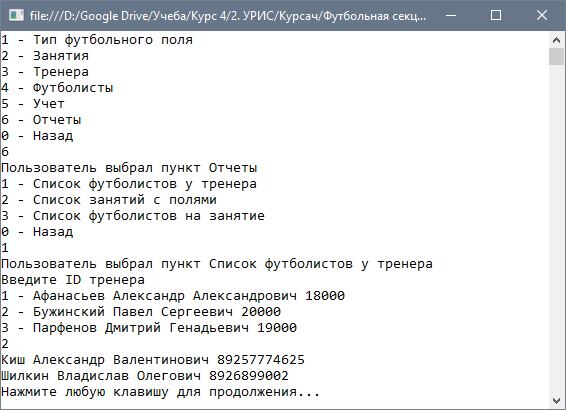 file:///D:/Google Drive/Учеба/Курс 4/2. УРИС/Курсач/Футбольная секц...
1 - Тип футбольного поля
2 - Занятия
3 - Тренера
4 - Футболисты
5 - Учет
6 - Отчеты
0 - Назад
6
Пользователь выбрал пункт Отчеты
1 - Список футболистов у тренера
2 - Список занятий с полями
3 - Список футболистов на занятие
0 - Назад
1
Пользователь выбрал пункт Список футболистов у тренера
Введите ID тренера
1 - Афанасьев Александр Александрович 18000
2 - Бужинский Павел Сергеевич 20000
3 - Парфенов Дмитрий Генадьевич 19000
2
Киш Александр Валентинович 89257774625
Шилкин Владислав Олегович 8926899002
Нажмите любую клавишу для продолжения...